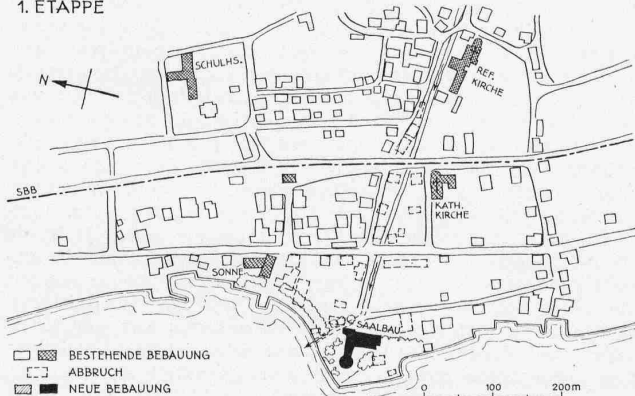 1. ETAPPE
SCHULHS.
REF.
KIRCHE
N
SBB
KATH.
KIRCHE
SONNE
SAALBAU
BESTEHENDE BEBAUUNG
ABBRUCH
NEUE BEBAUUNG
0 100 200m